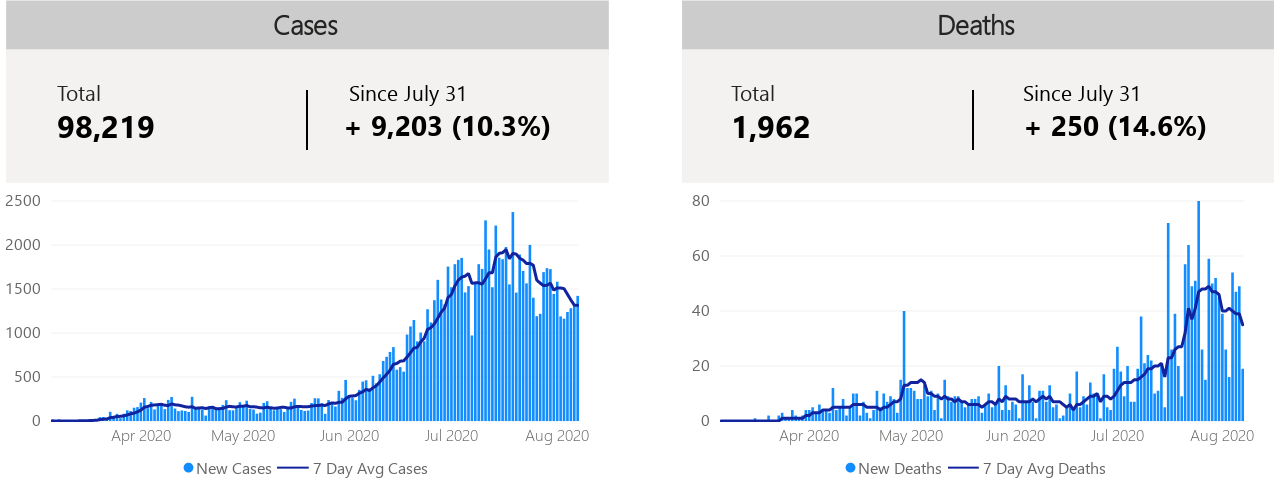 Cases
Total
Since July 31
98,219
+ 9,203 (10.3%)
2500
2000
1500
1000
500
0
Apr 2020 May 2020 Jun 2020 Jul 2020 Aug 2020
New Cases 7 Day Avg Cases
Deaths
Total
Since July 31
1,962
+ 250 (14.6%)
80
60
40
20
0
Apr 2020 May 2020 Jun 2020 Jul 2020 Aug 2020
New Deaths 7 Day Avg Deaths